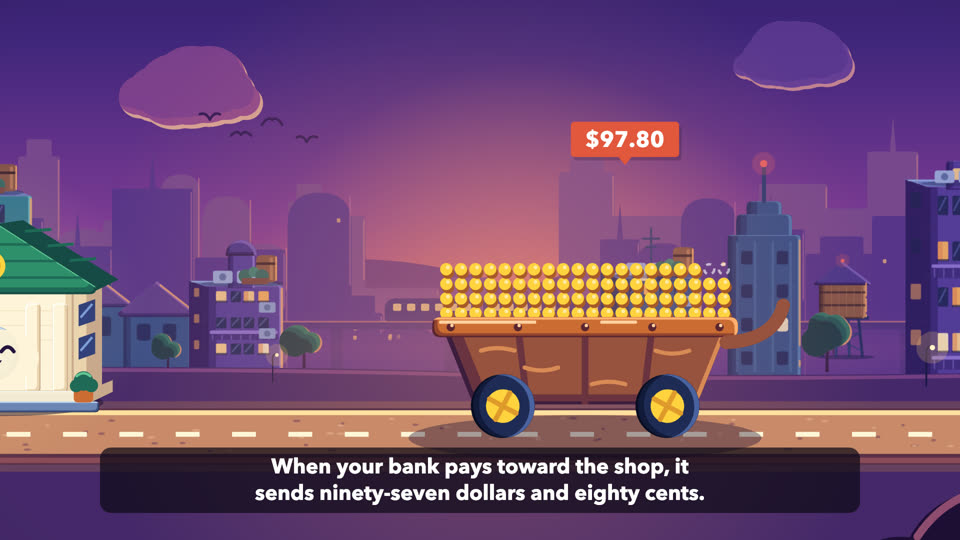 $97.80
When your bank pays toward the shop, it
sends ninety-seven dollars and eighty cents.